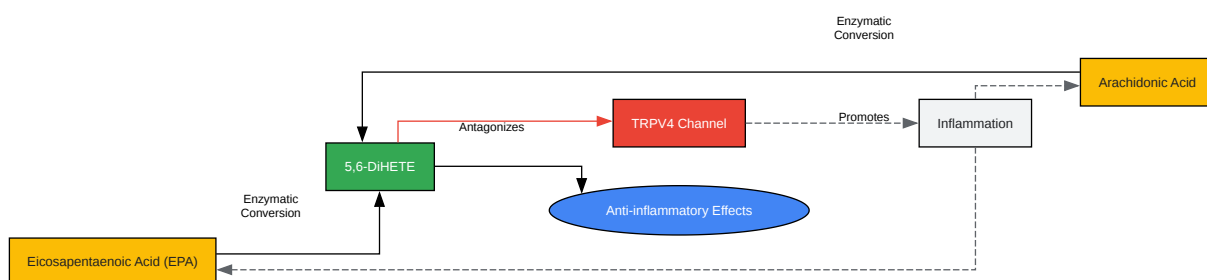 Enzymatic
Conversion
Arachidonic Acid
TRPV4 Channel
Promotes
Inflammation
Antagonizes
5,6-DiHETE
Enzymatic
Conversion
Anti-inflammatory Effects
Eicosapentaenoic Acid (EPA)